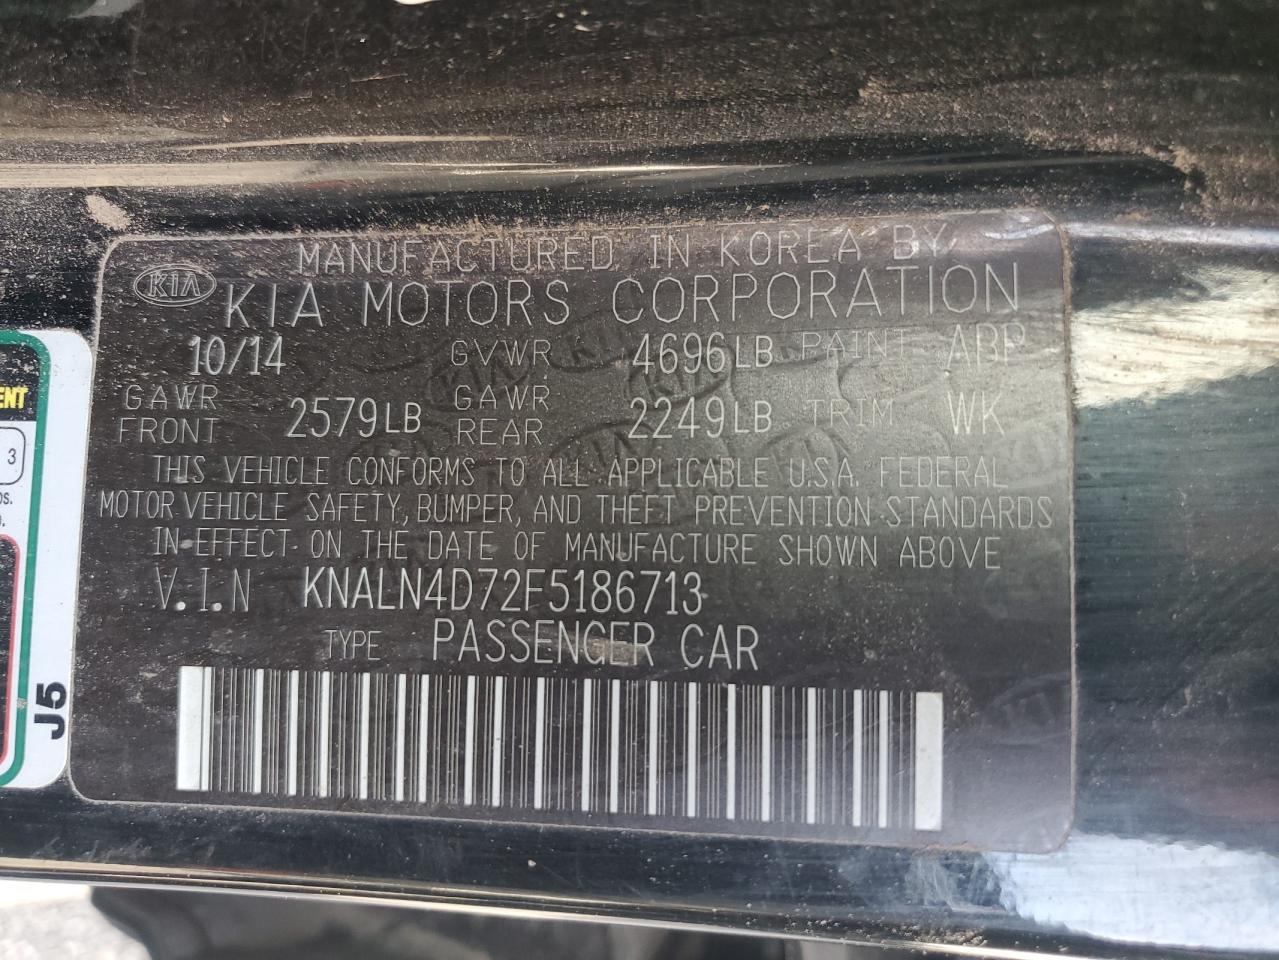 MANUFACTURED IN KOREA BY
KIA
KIA MOTORS CORPORATION
10/14 GVWR 4696LB PAINT ABP
GAWR FRONT 2579LB GAWR REAR 2249LB TRIM WK
THIS VEHICLE CONFORMS TO ALL APPLICABLE U.S.A. FEDERAL
MOTOR VEHICLE SAFETY, BUMPER, AND THEFT PREVENTION STANDARDS
IN EFFECT ON THE DATE OF MANUFACTURE SHOWN ABOVE
V.I.N KNALN4D72F5186713
TYPE PASSENGER CAR
3
J5